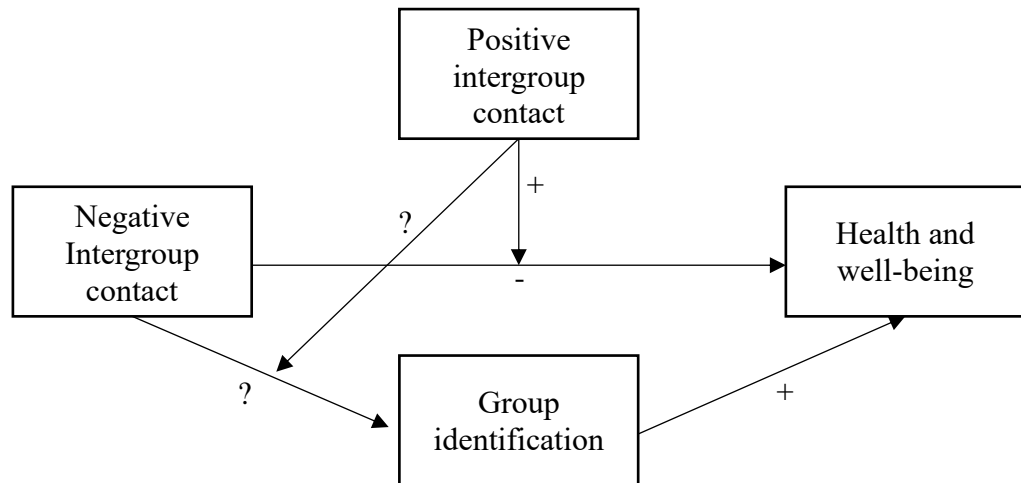 Positive
intergroup
contact
+
?
Negative
Intergroup
contact
Health and
well-being
-
?
Group
identification
+